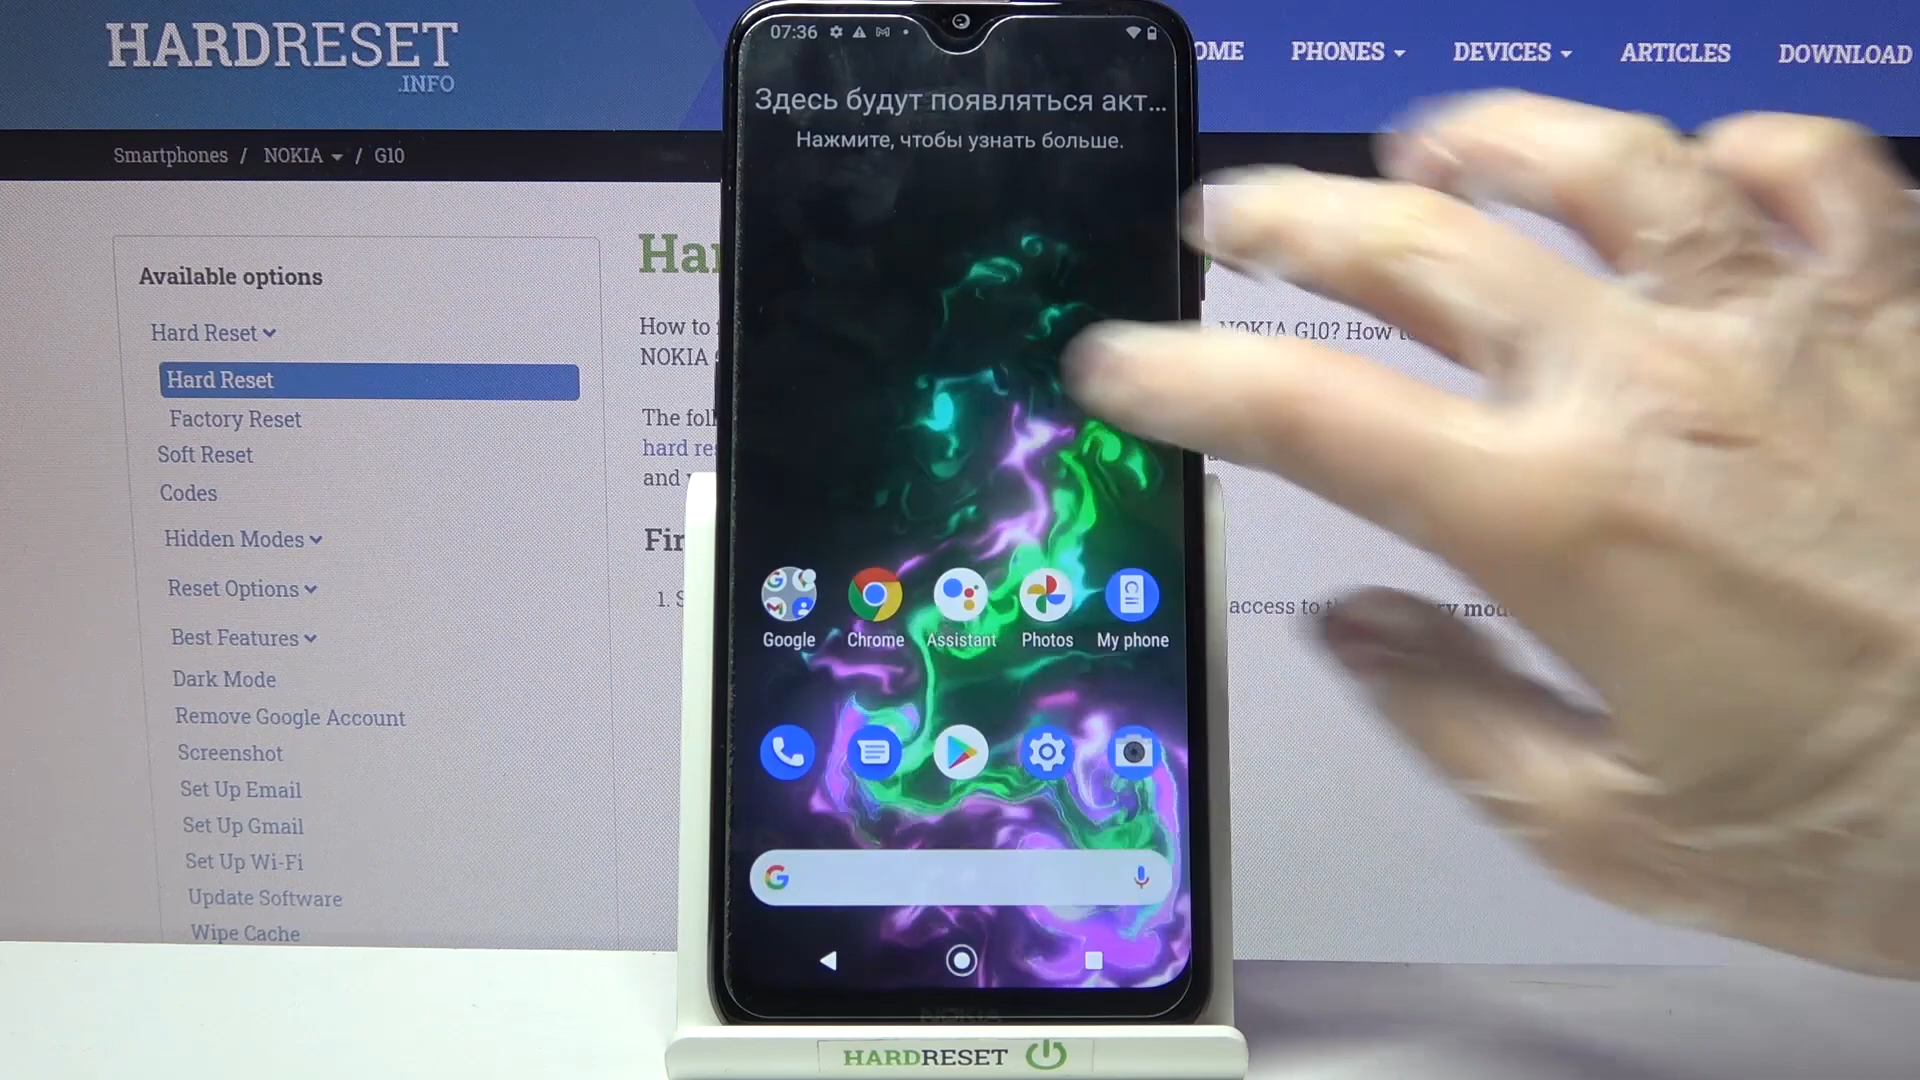 HARDRESET
.INFO
OME PHONES DEVICES ARTICLES DOWNLOAD
Smartphones / NOKIA / G10
Available options
Hard Reset
Hard Reset
Factory Reset
Soft Reset
Codes
Hidden Modes
Reset Options
Best Features
Dark Mode
Remove Google Account
Screenshot
Set Up Email
Set Up Gmail
Set Up Wi-Fi
Update Software
Wipe Cache
How to
NOKIA G10? How
NOKIA
The
hard
and
1.
access to
07:36
Здесь будут появляться акт...
Нажмите, чтобы узнать больше.
Google Chrome Assistant Photos My phone
NOKIA
HARDRESET